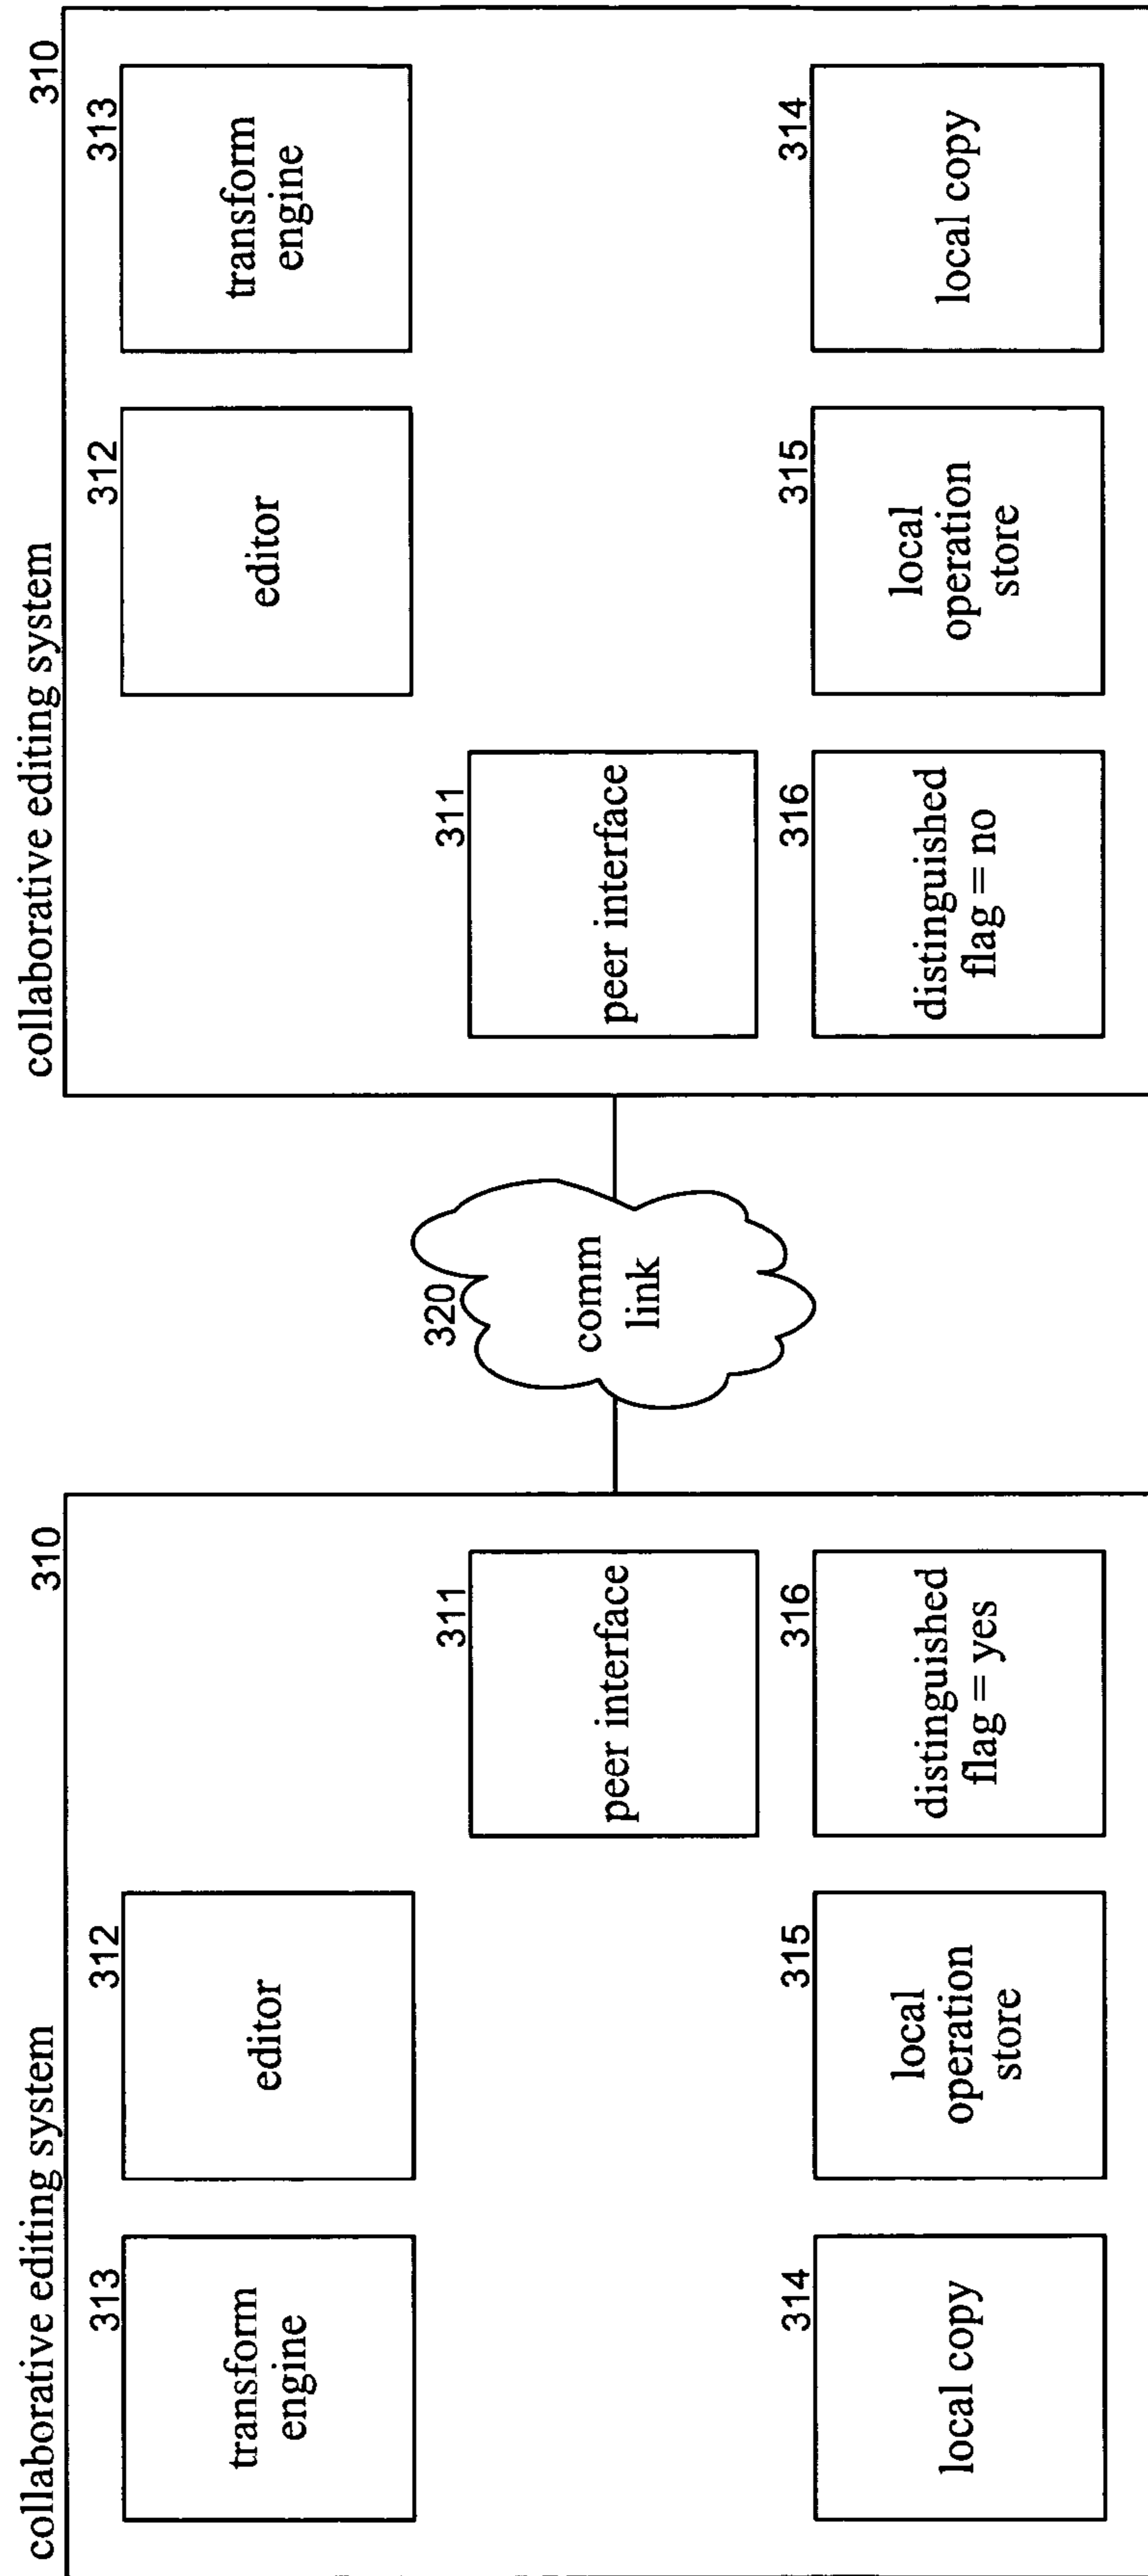 collaborative editing system
310
313
transform
engine
312
editor
311
peer interface
314
local copy
315
local
operation
store
316
distinguished
flag = yes
320
comm
link
collaborative editing system
310
311
peer interface
312
editor
313
transform
engine
316
distinguished
flag = no
315
local
operation
store
314
local copy